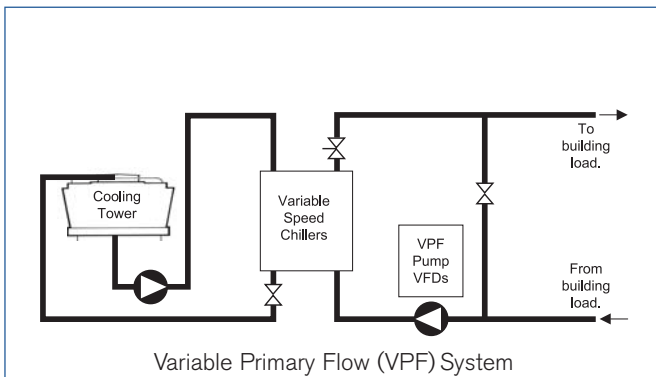 Cooling
Tower
Variable
Speed
Chillers
VPF
Pump
VFDs
To
building
load.
From
building
load.
Variable Primary Flow (VPF) System